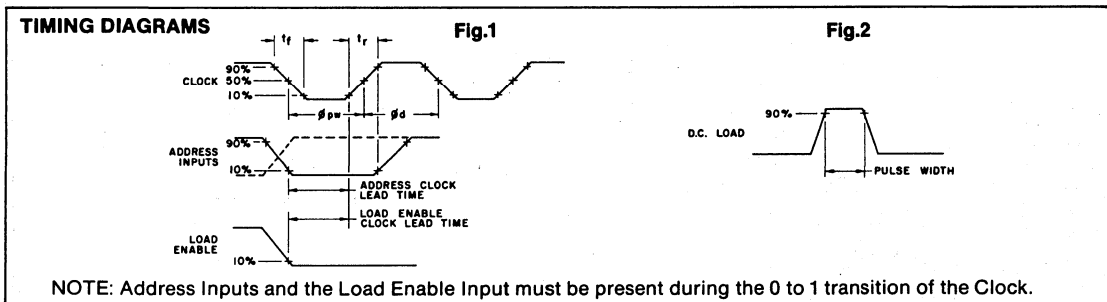 TIMING DIAGRAMS
Fig.1
Fig.2
tf
tr
CLOCK
90%
50%
10%
øpw
ød
ADDRESS
INPUTS
90%
10%
ADDRESS CLOCK
LEAD TIME
LOAD ENABLE
CLOCK LEAD TIME
LOAD
ENABLE
10%
D.C. LOAD
90%
PULSE WIDTH
NOTE: Address Inputs and the Load Enable Input must be present during the 0 to 1 transition of the Clock.